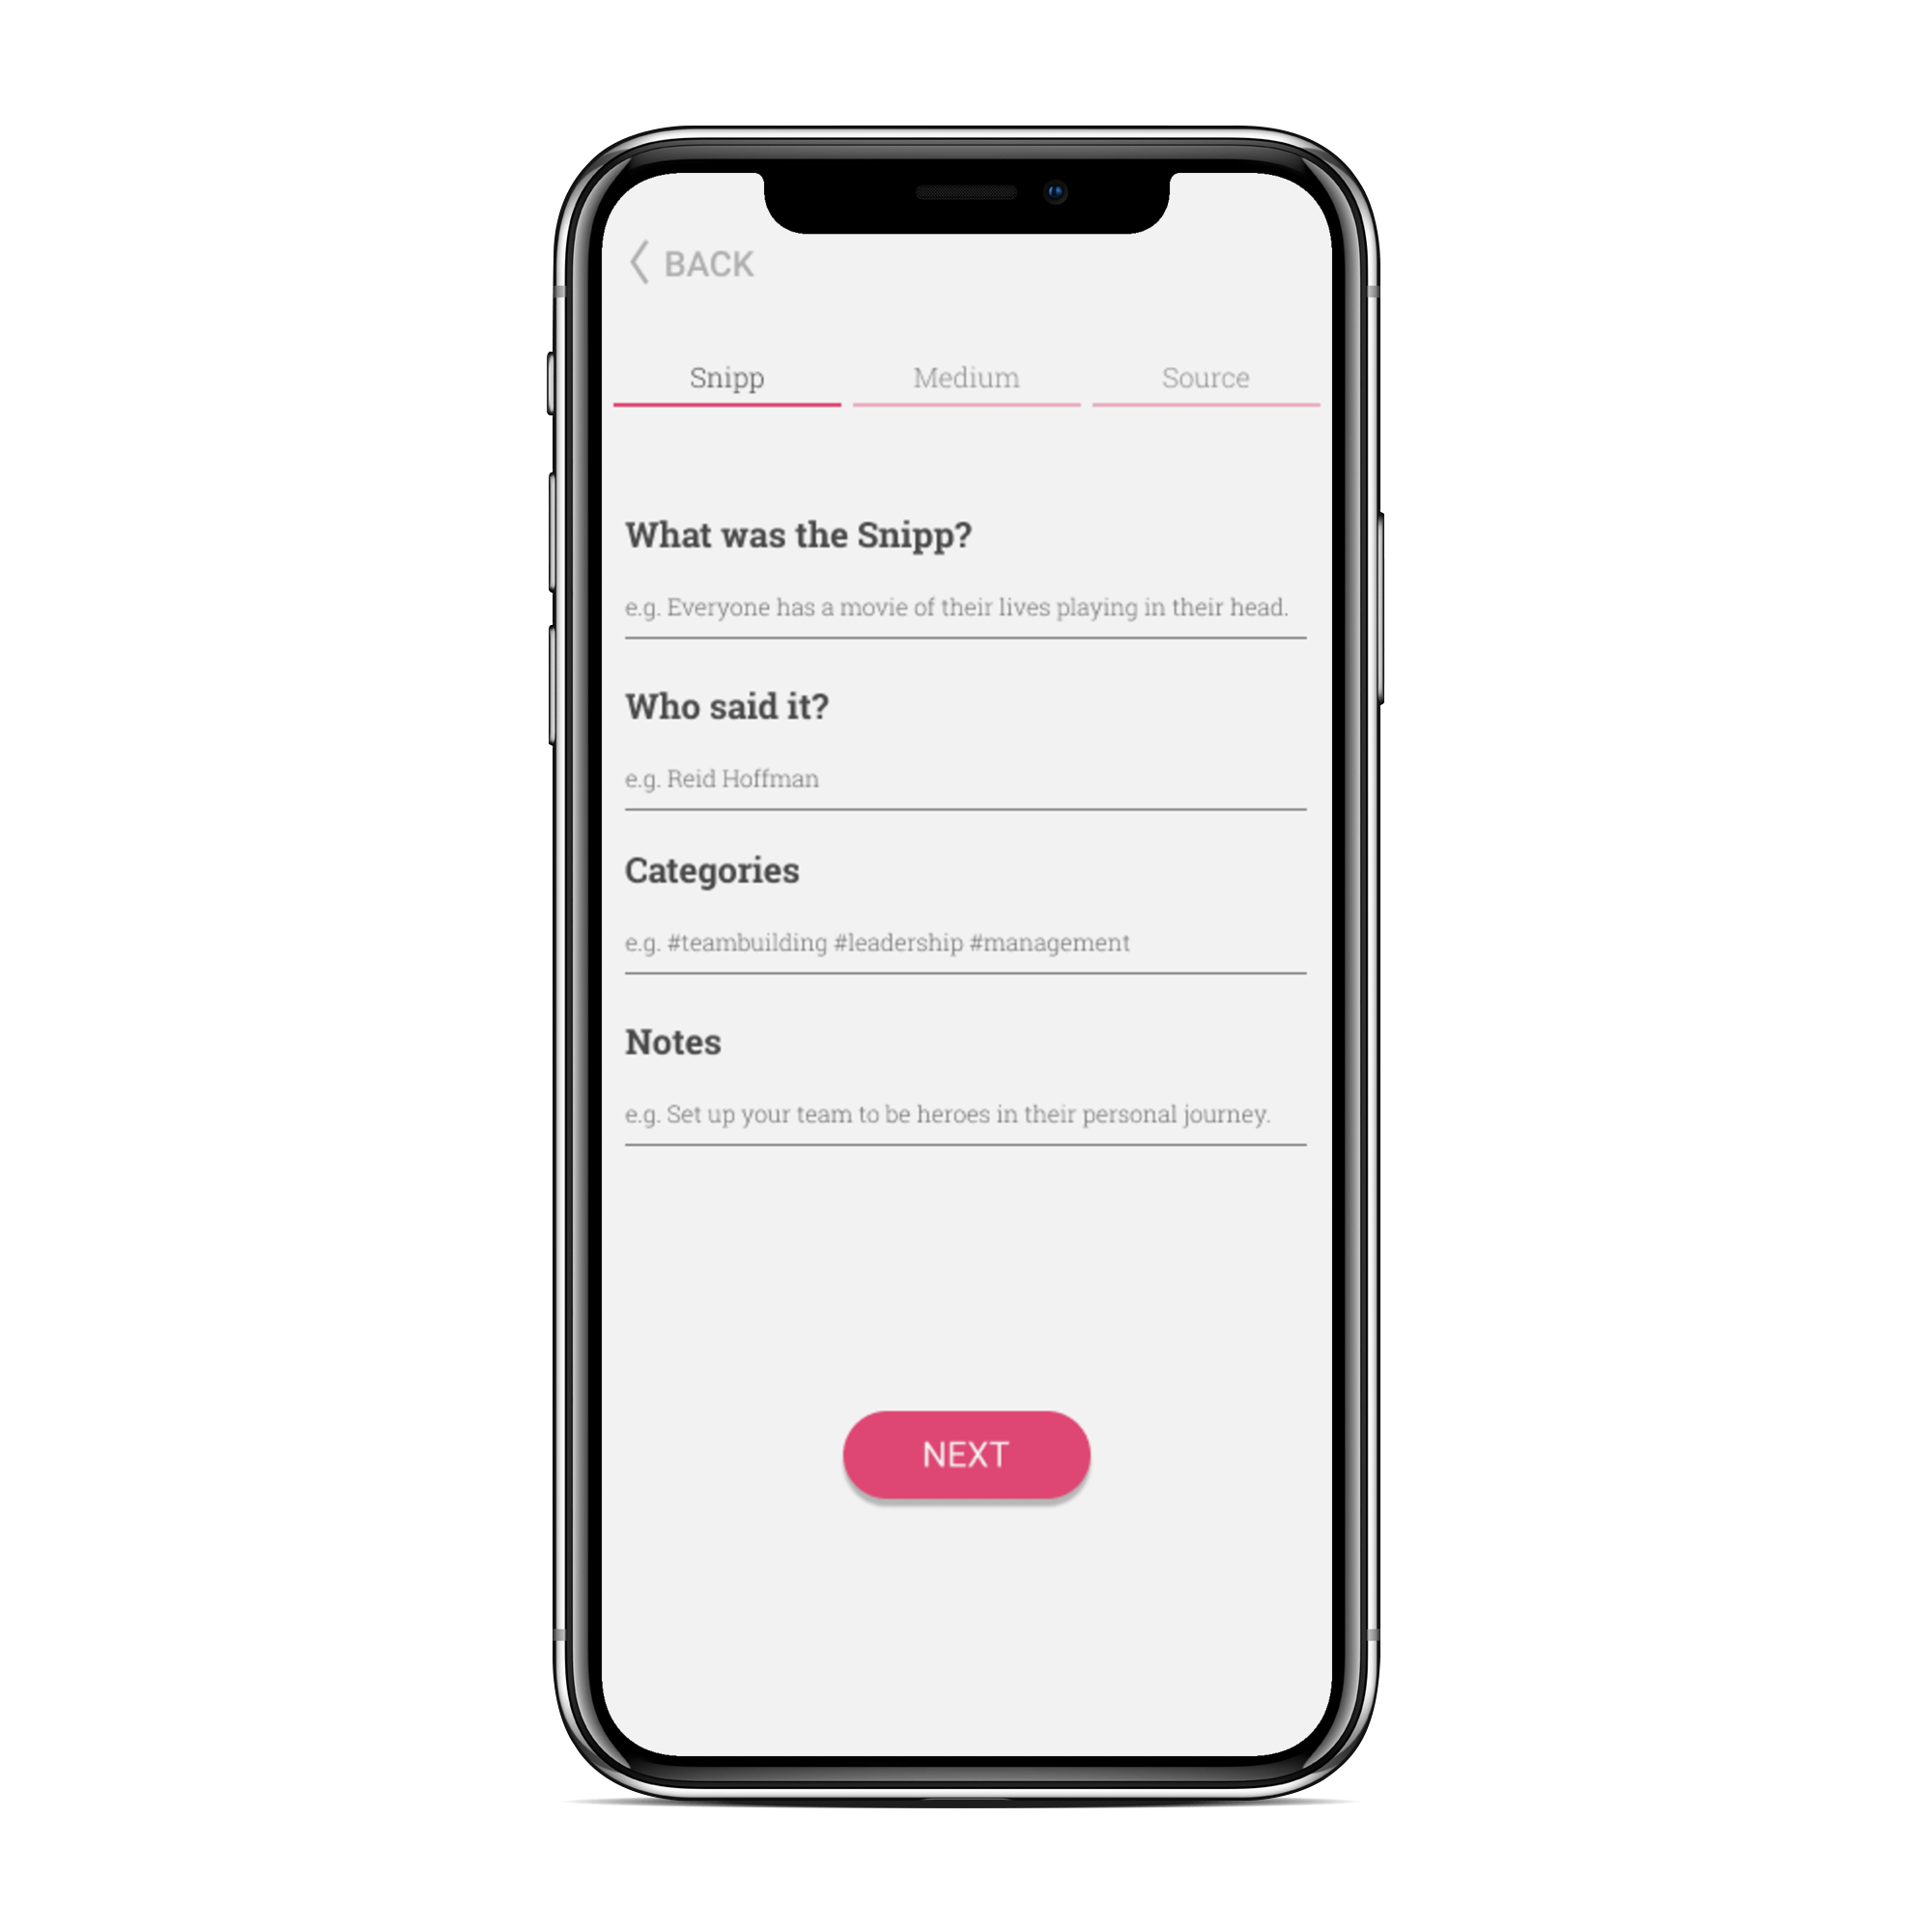 BACK
Snipp Medium Source
What was the Snipp?
e.g. Everyone has a movie of their lives playing in their head.
Who said it?
e.g. Reid Hoffman
Categories
e.g. #teambuilding #leadership #management
Notes
e.g. Set up your team to be heroes in their personal journey.
NEXT